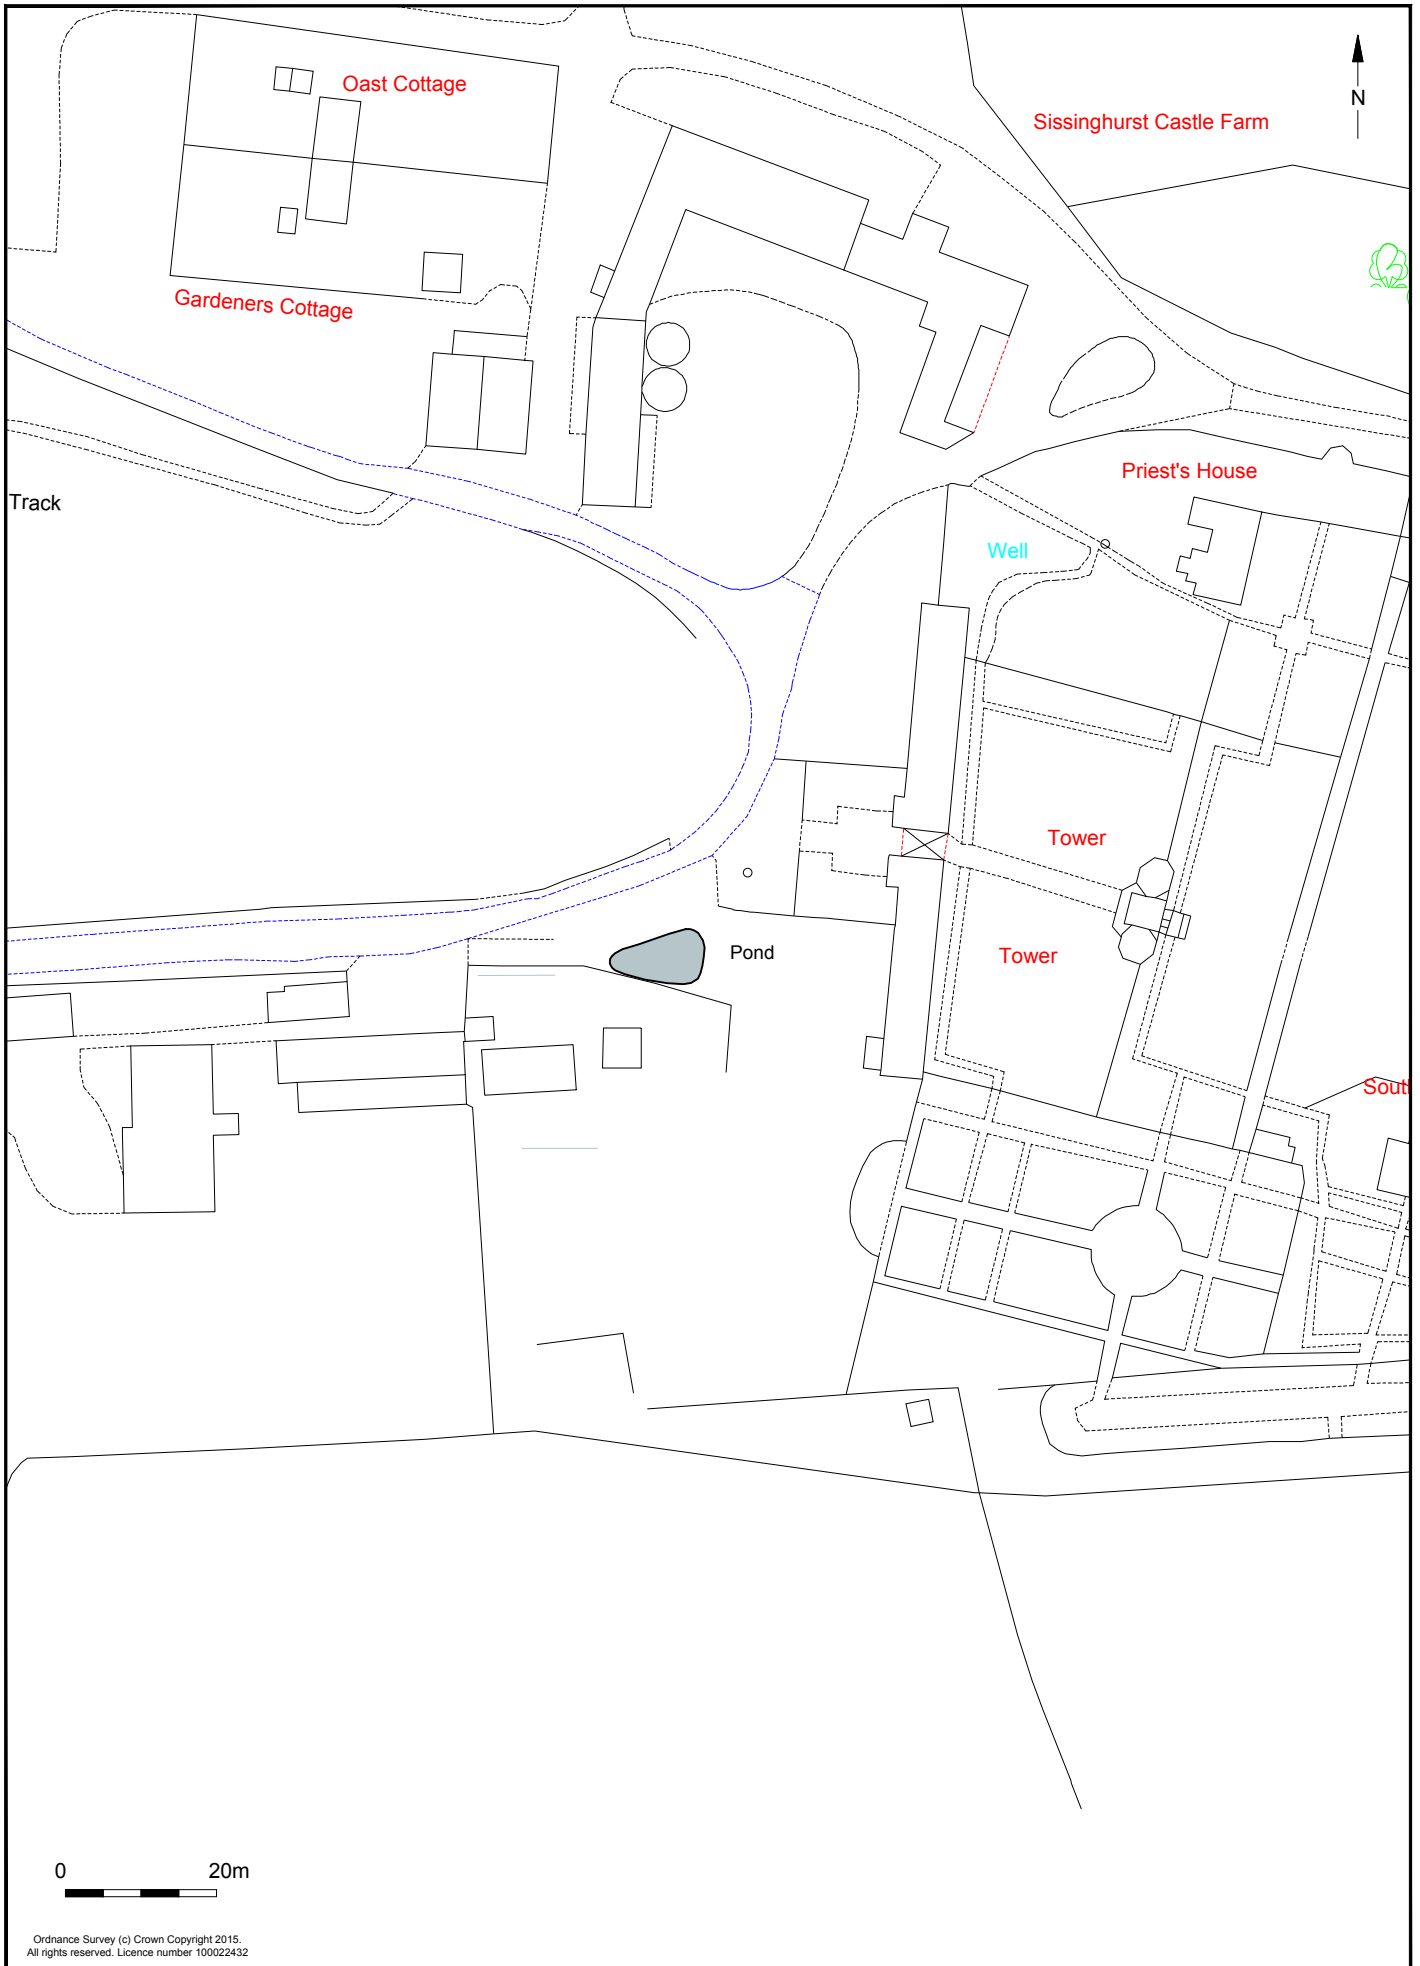 Oast Cottage
N
Sissinghurst Castle Farm
Gardeners Cottage
Priest's House
Track
Well
Tower
Pond
Tower
0 20m
Ordnance Survey (c) Crown Copyright 2015.
All rights reserved. Licence number 100022432